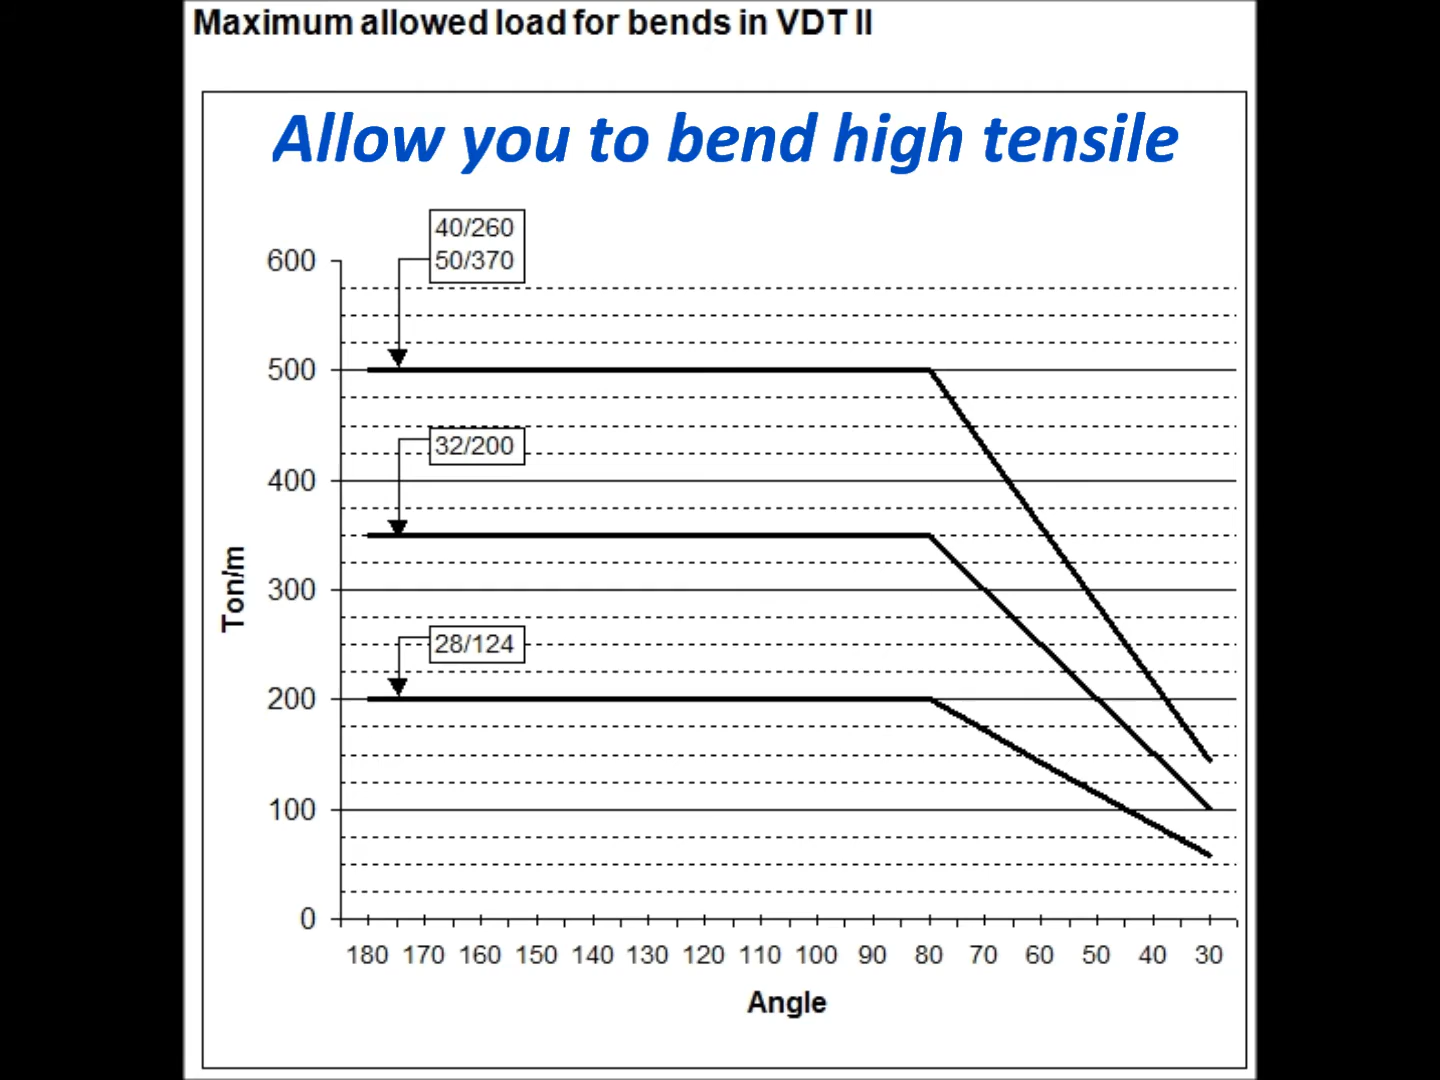 Maximum allowed load for bends in VDT II
Allow you to bend high tensile
40/260
50/370
600
500
32/200
400
Ton/m
300
28/124
200
100
0
180 170 160 150 140 130 120 110 100 90 80 70 60 50 40 30
Angle